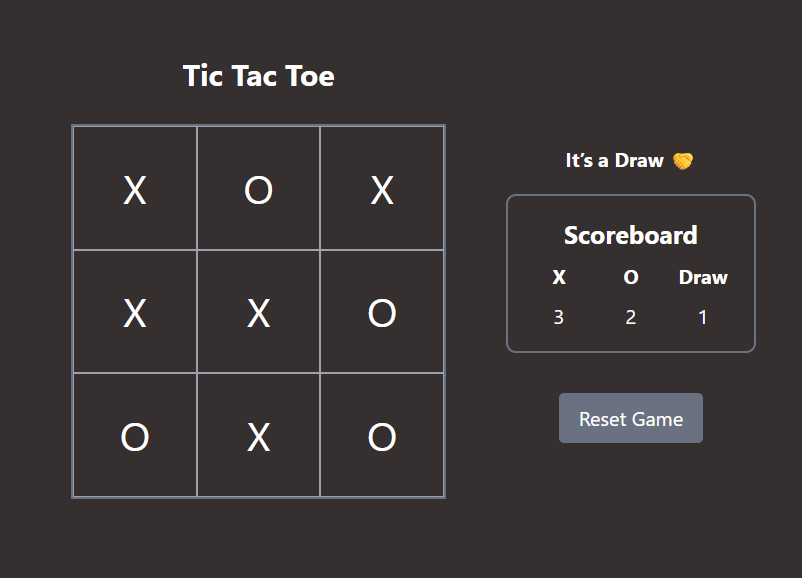 Tic Tac Toe
X O X
X X O
O X O
It's a Draw 🤝
Scoreboard
X O Draw
3 2 1
Reset Game